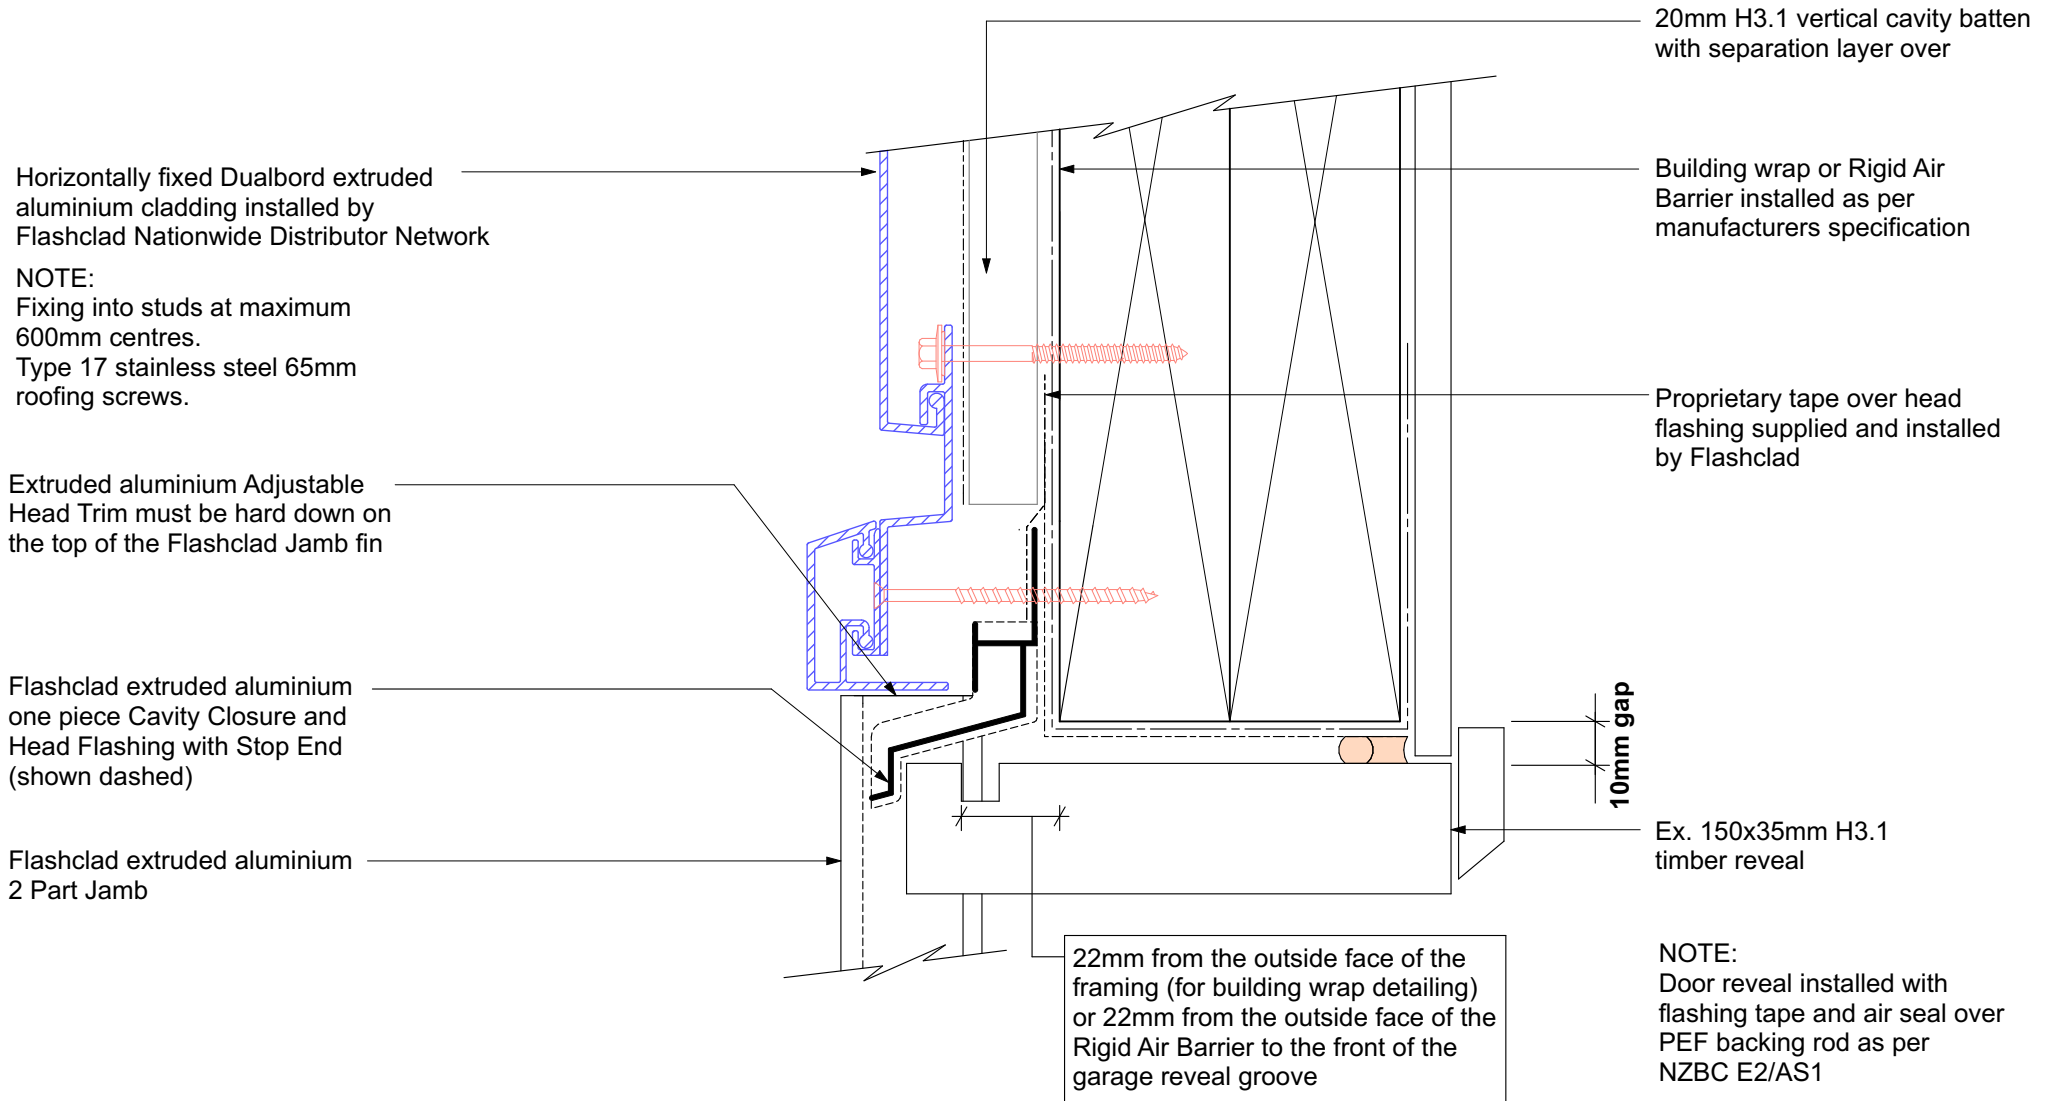 20mm H3.1 vertical cavity batten
with separation layer over
Horizontally fixed Dualbord extruded
aluminium cladding installed by
Flashclad Nationwide Distributor Network
NOTE:
Fixing into studs at maximum
600mm centres.
Type 17 stainless steel 65mm
roofing screws.
Building wrap or Rigid Air
Barrier installed as per
manufacturers specification
Proprietary tape over head
flashing supplied and installed
by Flashclad
Extruded aluminium Adjustable
Head Trim must be hard down on
the top of the Flashclad Jamb fin
Flashclad extruded aluminium
one piece Cavity Closure and
Head Flashing with Stop End
(shown dashed)
10mm gap
Flashclad extruded aluminium
2 Part Jamb
Ex. 150x35mm H3.1
timber reveal
22mm from the outside face of the
framing (for building wrap detailing)
or 22mm from the outside face of the
Rigid Air Barrier to the front of the
garage reveal groove
NOTE:
Door reveal installed with
flashing tape and air seal over
PEF backing rod as per
NZBC E2/AS1